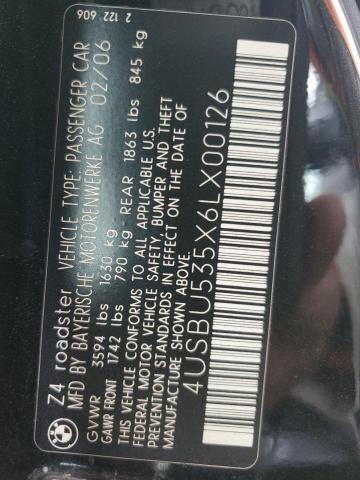 2 122 606
Z4 roadster VEHICLE TYPE: PASSENGER CAR
MFD BY BAYERISCHE MOTORENWERKE AG 02/06
GVWR 3594 lbs 1630 kg
GAWR FRONT 1742 lbs 790 kg REAR 1863 lbs 845 kg
THIS VEHICLE CONFORMS TO ALL APPLICABLE U.S.
FEDERAL MOTOR VEHICLE SAFETY, BUMPER AND THEFT
PREVENTION STANDARDS IN EFFECT ON THE DATE OF
MANUFACTURE SHOWN ABOVE.
4USBU535X6LX00126